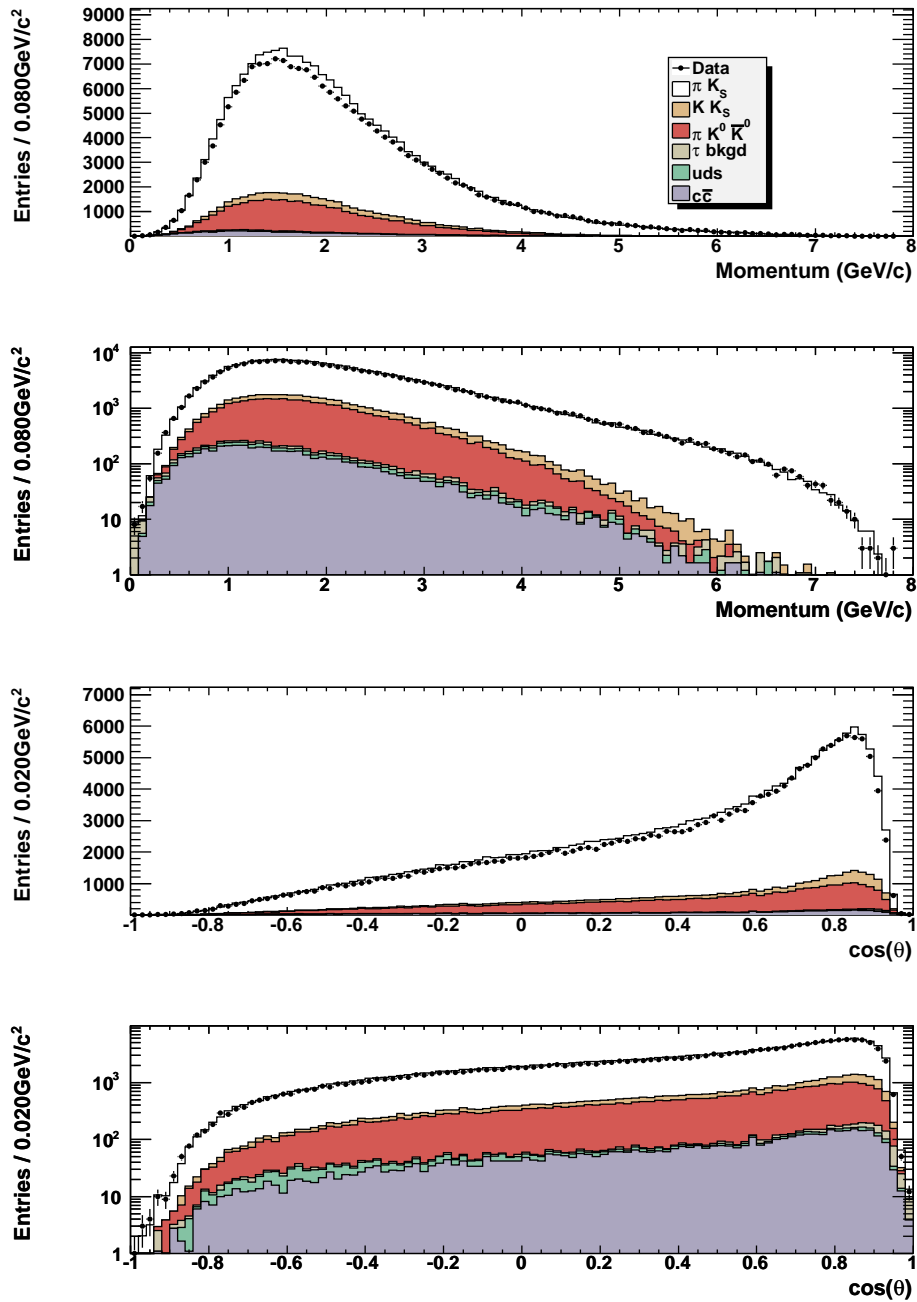 Entries / 0.080GeV/c²
9000
8000
7000
6000
5000
4000
3000
2000
1000
0 1 2 3 4 5 6 7 8
Momentum (GeV/c)
Data
π K_S
K K_S
π K⁰ K̅⁰
τ bkgd
uds
cc̅
Entries / 0.080GeV/c²
10⁴
10³
10²
10
1
0 1 2 3 4 5 6 7 8
Momentum (GeV/c)
Entries / 0.020GeV/c²
7000
6000
5000
4000
3000
2000
1000
-1 -0.8 -0.6 -0.4 -0.2 0 0.2 0.4 0.6 0.8 1
cos(θ)
Entries / 0.020GeV/c²
10³
10²
10
1
-1 -0.8 -0.6 -0.4 -0.2 0 0.2 0.4 0.6 0.8 1
cos(θ)